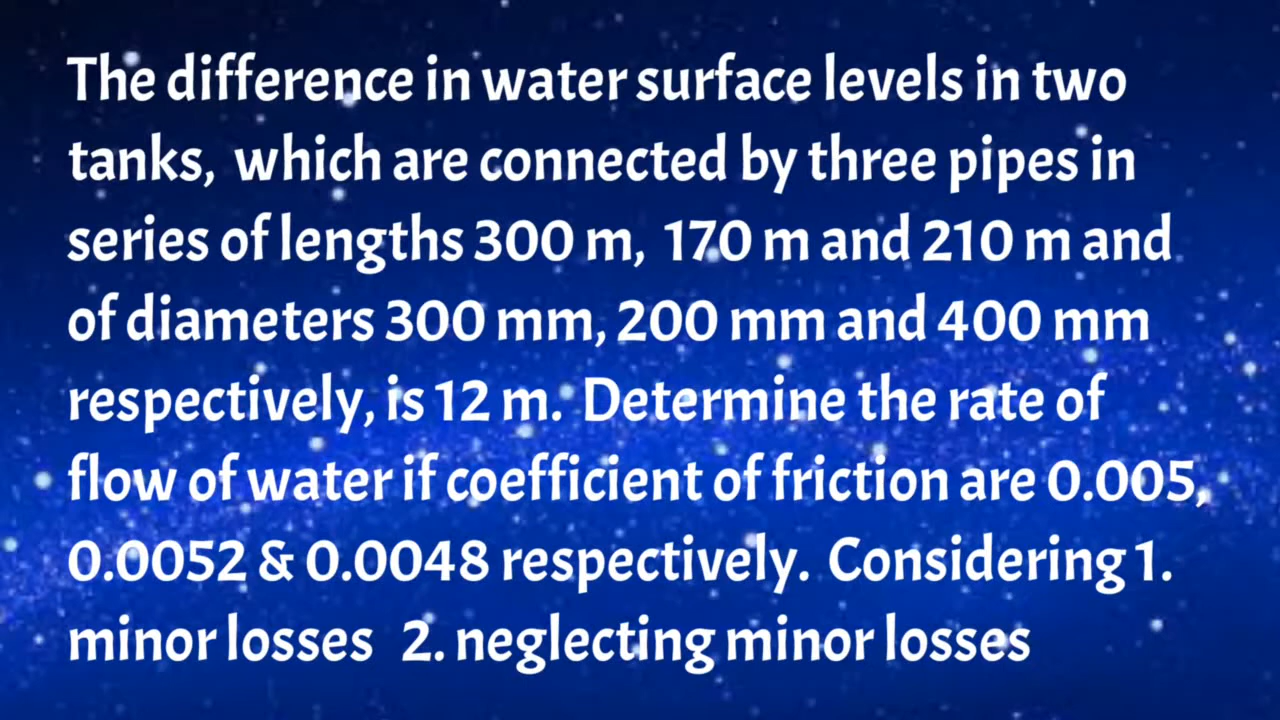 The difference in water surface levels in two
tanks, which are connected by three pipes in
series of lengths 300 m, 170 m and 210 m and
of diameters 300 mm, 200 mm and 400 mm
respectively, is 12 m. Determine the rate of
flow of water if coefficient of friction are 0.005,
0.0052 & 0.0048 respectively. Considering 1.
minor losses 2. neglecting minor losses